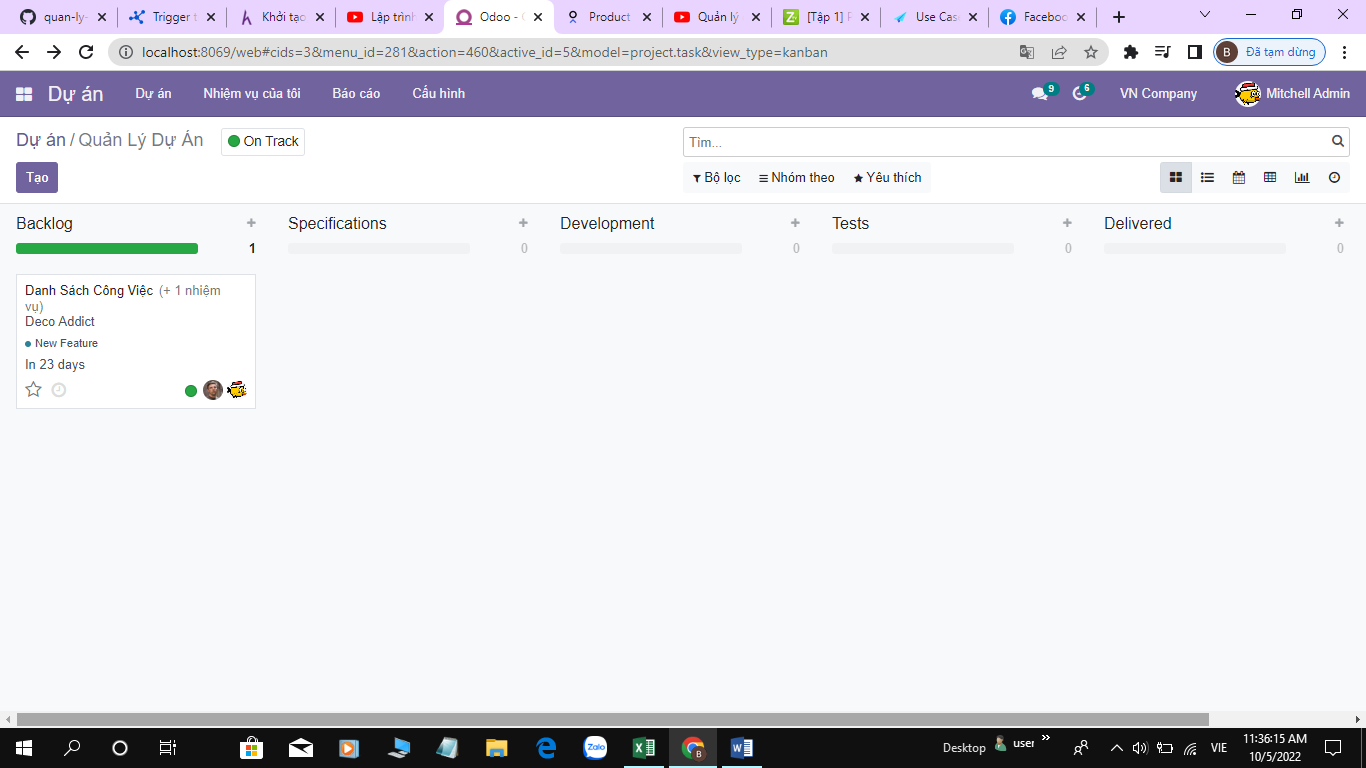 quan-ly-
Trigger t
Khởi tạo
Lập trình
Odoo - 
Product
Quản lý
[Tập 1] P
Use Case
Faceboo
localhost:8069/web#cids=3&menu_id=281&action=460&active_id=5&model=project.task&view_type=kanban
B
Đã tạm dừng
Dự án
Dự án
Nhiệm vụ của tôi
Báo cáo
Cấu hình
9
6
VN Company
Mitchell Admin
Dự án / Quản Lý Dự Án
On Track
Tìm...
Tạo
Bộ lọc
Nhóm theo
Yêu thích
Backlog
1
Specifications
0
Development
0
Tests
0
Delivered
0
Danh Sách Công Việc (+ 1 nhiệm
vụ)
Deco Addict
New Feature
In 23 days
Zalo
Desktop
user
VIE
11:36:15 AM
10/5/2022